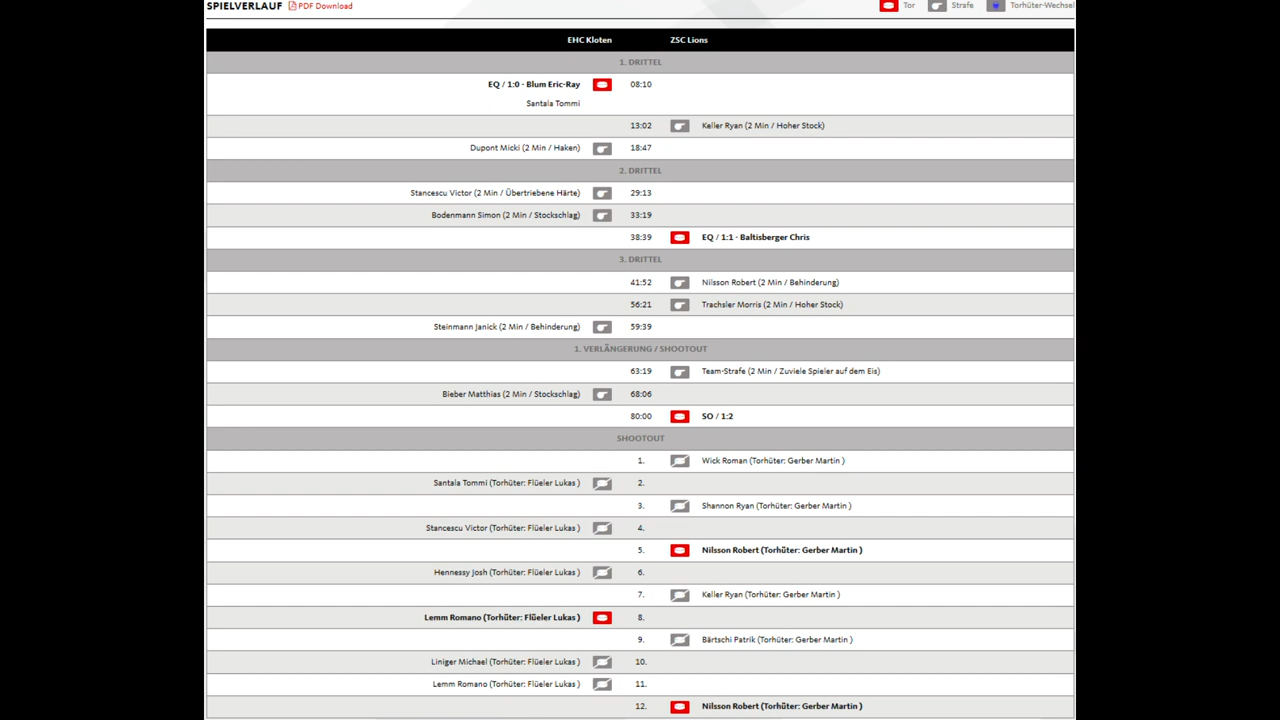 SPIELVERLAUF PDF Download Tor Strafe Torhüter-Wechsel
EHC Kloten ZSC Lions
1. DRITTEL
EQ / 1:0 - Blum Eric-Ray 08:10
Santala Tommi
13:02 Keller Ryan (2 Min / Hoher Stock)
Dupont Micki (2 Min / Haken) 18:47
2. DRITTEL
Stancescu Victor (2 Min / Übertriebene Härte) 29:13
Bodenmann Simon (2 Min / Stockschlag) 33:19
38:39 EQ / 1:1 - Baltisberger Chris
3. DRITTEL
41:52 Nilsson Robert (2 Min / Behinderung)
56:21 Trachsler Morris (2 Min / Hoher Stock)
Steinmann Janick (2 Min / Behinderung) 59:39
1. VERLÃNGERUNG / SHOOTOUT
63:19 Team-Strafe (2 Min / Zuviele Spieler auf dem Eis)
Bieber Matthias (2 Min / Stockschlag) 68:06
80:00 SO / 1:2
SHOOTOUT
1. Wick Roman (Torhüter: Gerber Martin )
Santala Tommi (Torhüter: Flüeler Lukas ) 2.
3. Shannon Ryan (Torhüter: Gerber Martin )
Stancescu Victor (Torhüter: Flüeler Lukas ) 4.
5. Nilsson Robert (Torhüter: Gerber Martin )
Hennessy Josh (Torhüter: Flüeler Lukas ) 6.
7. Keller Ryan (Torhüter: Gerber Martin )
Lemm Romano (Torhüter: Flüeler Lukas ) 8.
9. Bärtschi Patrik (Torhüter: Gerber Martin )
Liniger Michael (Torhüter: Flüeler Lukas ) 10.
Lemm Romano (Torhüter: Flüeler Lukas ) 11.
12. Nilsson Robert (Torhüter: Gerber Martin )